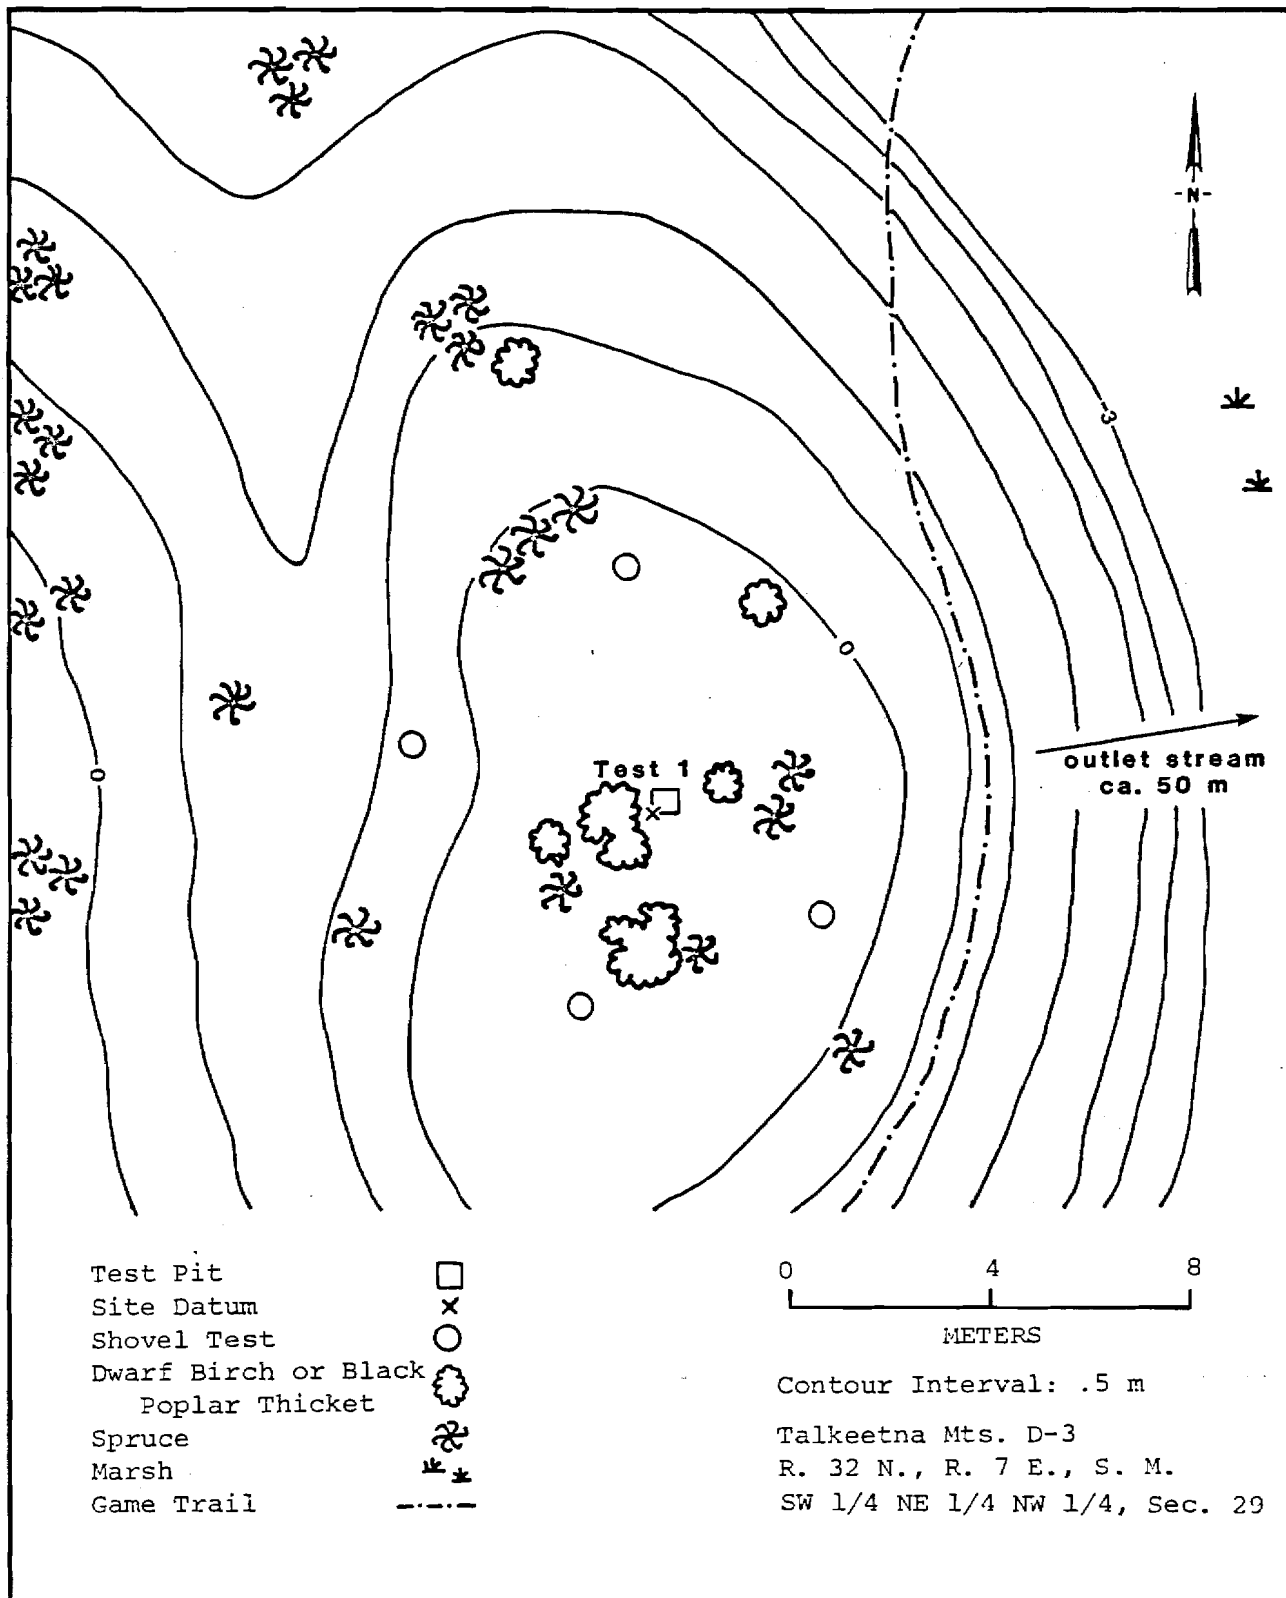 -N-
3
0
Test 1
outlet stream
ca. 50 m
0
Test Pit
Site Datum
Shovel Test
Dwarf Birch or Black
Poplar Thicket
Spruce
Marsh
Game Trail
0 4 8
METERS
Contour Interval: .5 m
Talkeetna Mts. D-3
R. 32 N., R. 7 E., S. M.
SW 1/4 NE 1/4 NW 1/4, Sec. 29